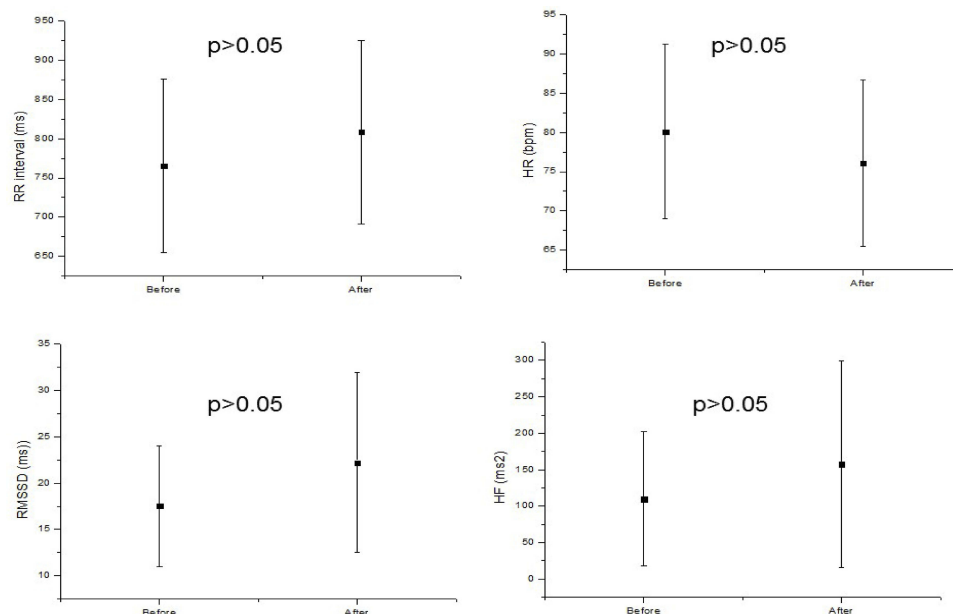 RR interval (ms)
950
900
850
800
750
700
650
p>0.05
Before
After
HR (bpm)
95
90
85
80
75
70
65
p>0.05
Before
After
RMSSD (ms))
35
30
25
20
15
10
p>0.05
Before
After
HF (ms2)
300
250
200
150
100
50
0
p>0.05
Before
After